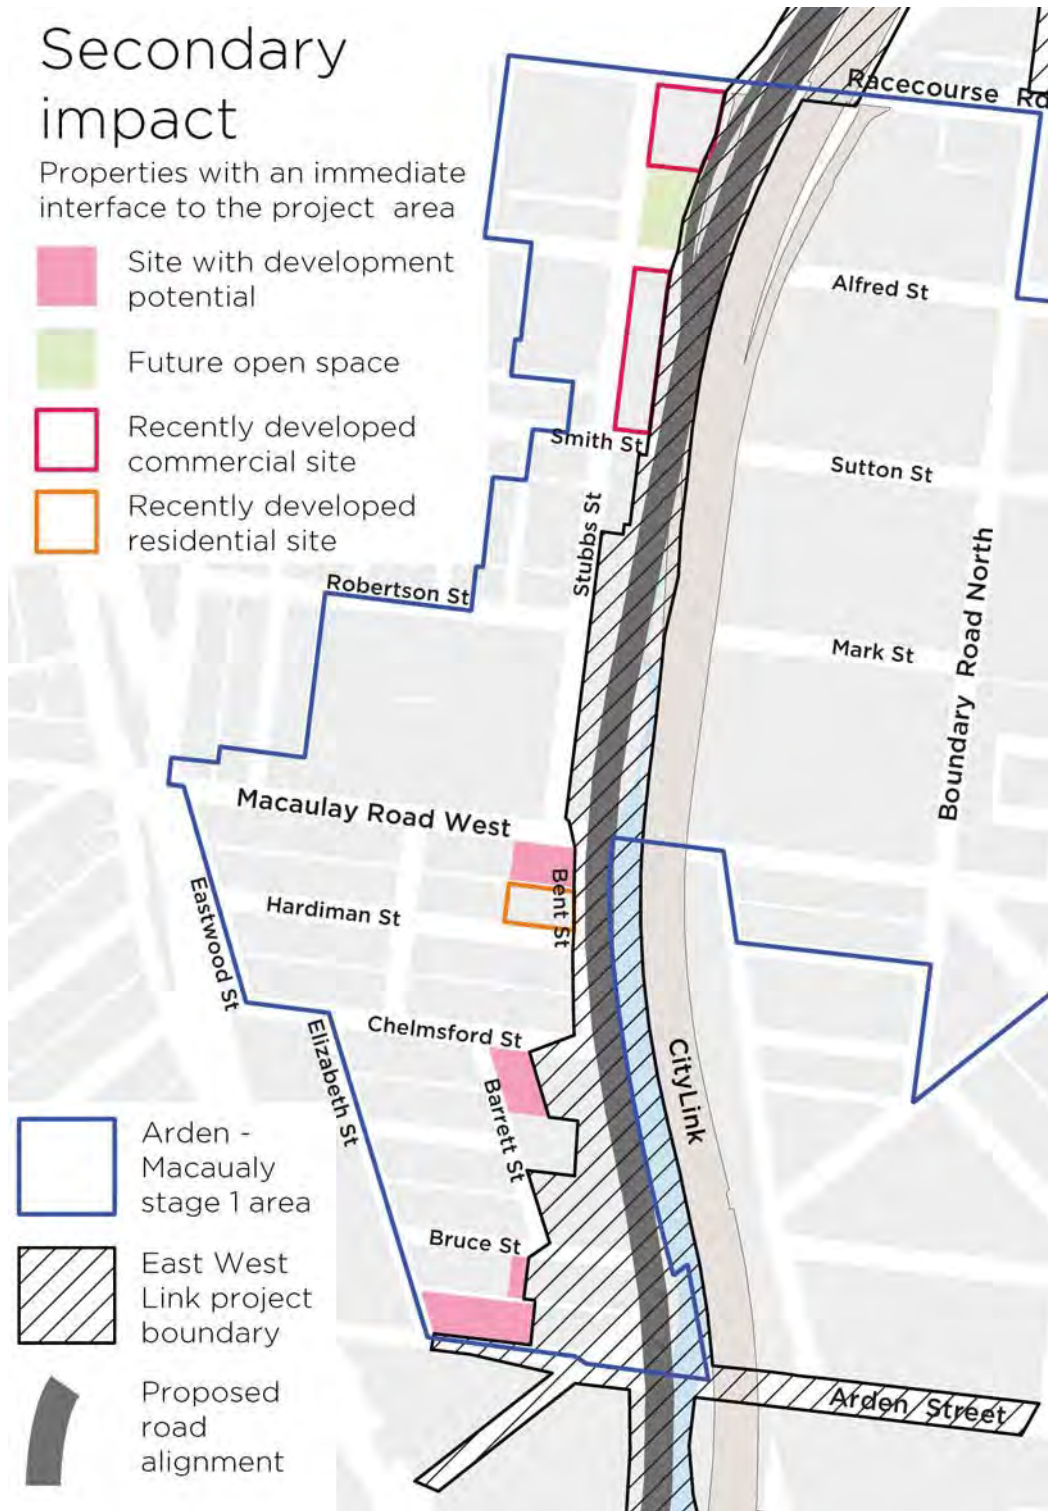 Secondary
impact
Properties with an immediate
interface to the project area
Site with development
potential
Future open space
Recently developed
commercial site
Recently developed
residential site
Racecourse Rd
Alfred St
Smith St
Sutton St
Stubbs St
Robertson St
Boundary Road North
Mark St
Macaulay Road West
Bent St
Hardiman St
Eastwood St
Chelmsford St
Elizabeth St
CityLink
Barrett St
Bruce St
Arden Street
Arden -
Macaualy
stage 1 area
East West
Link project
boundary
Proposed
road
alignment